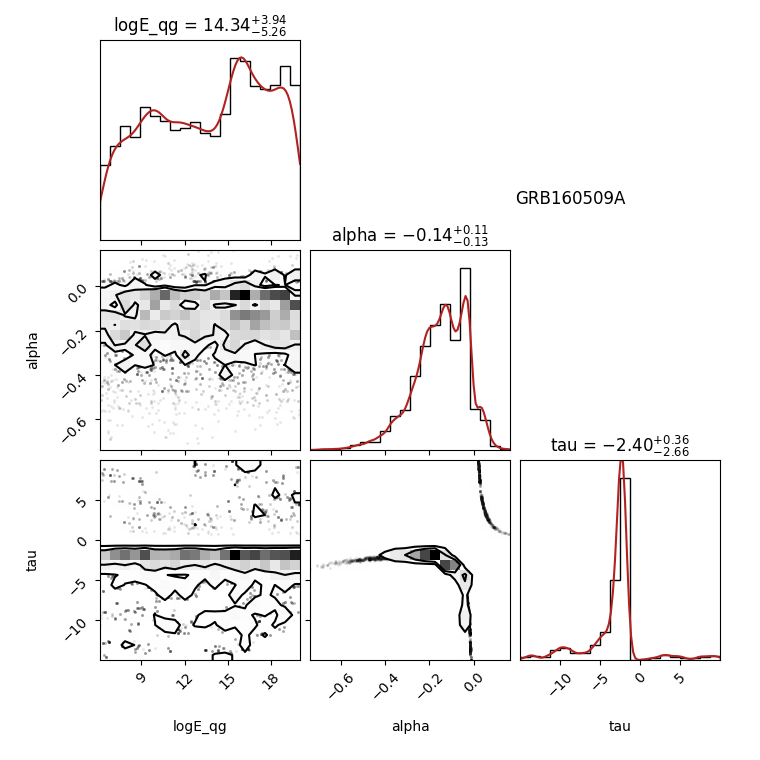 logE_qg = 14.34^{+3.94}_{−5.26}
GRB160509A
alpha = −0.14^{+0.11}_{−0.13}
0.0
−0.2
−0.4
−0.6
alpha
tau = −2.40^{+0.36}_{−2.66}
5
0
−5
−10
tau
9 12 15 18
−0.6 −0.4 −0.2 0.0
−10 −5 0 5
logE_qg alpha tau